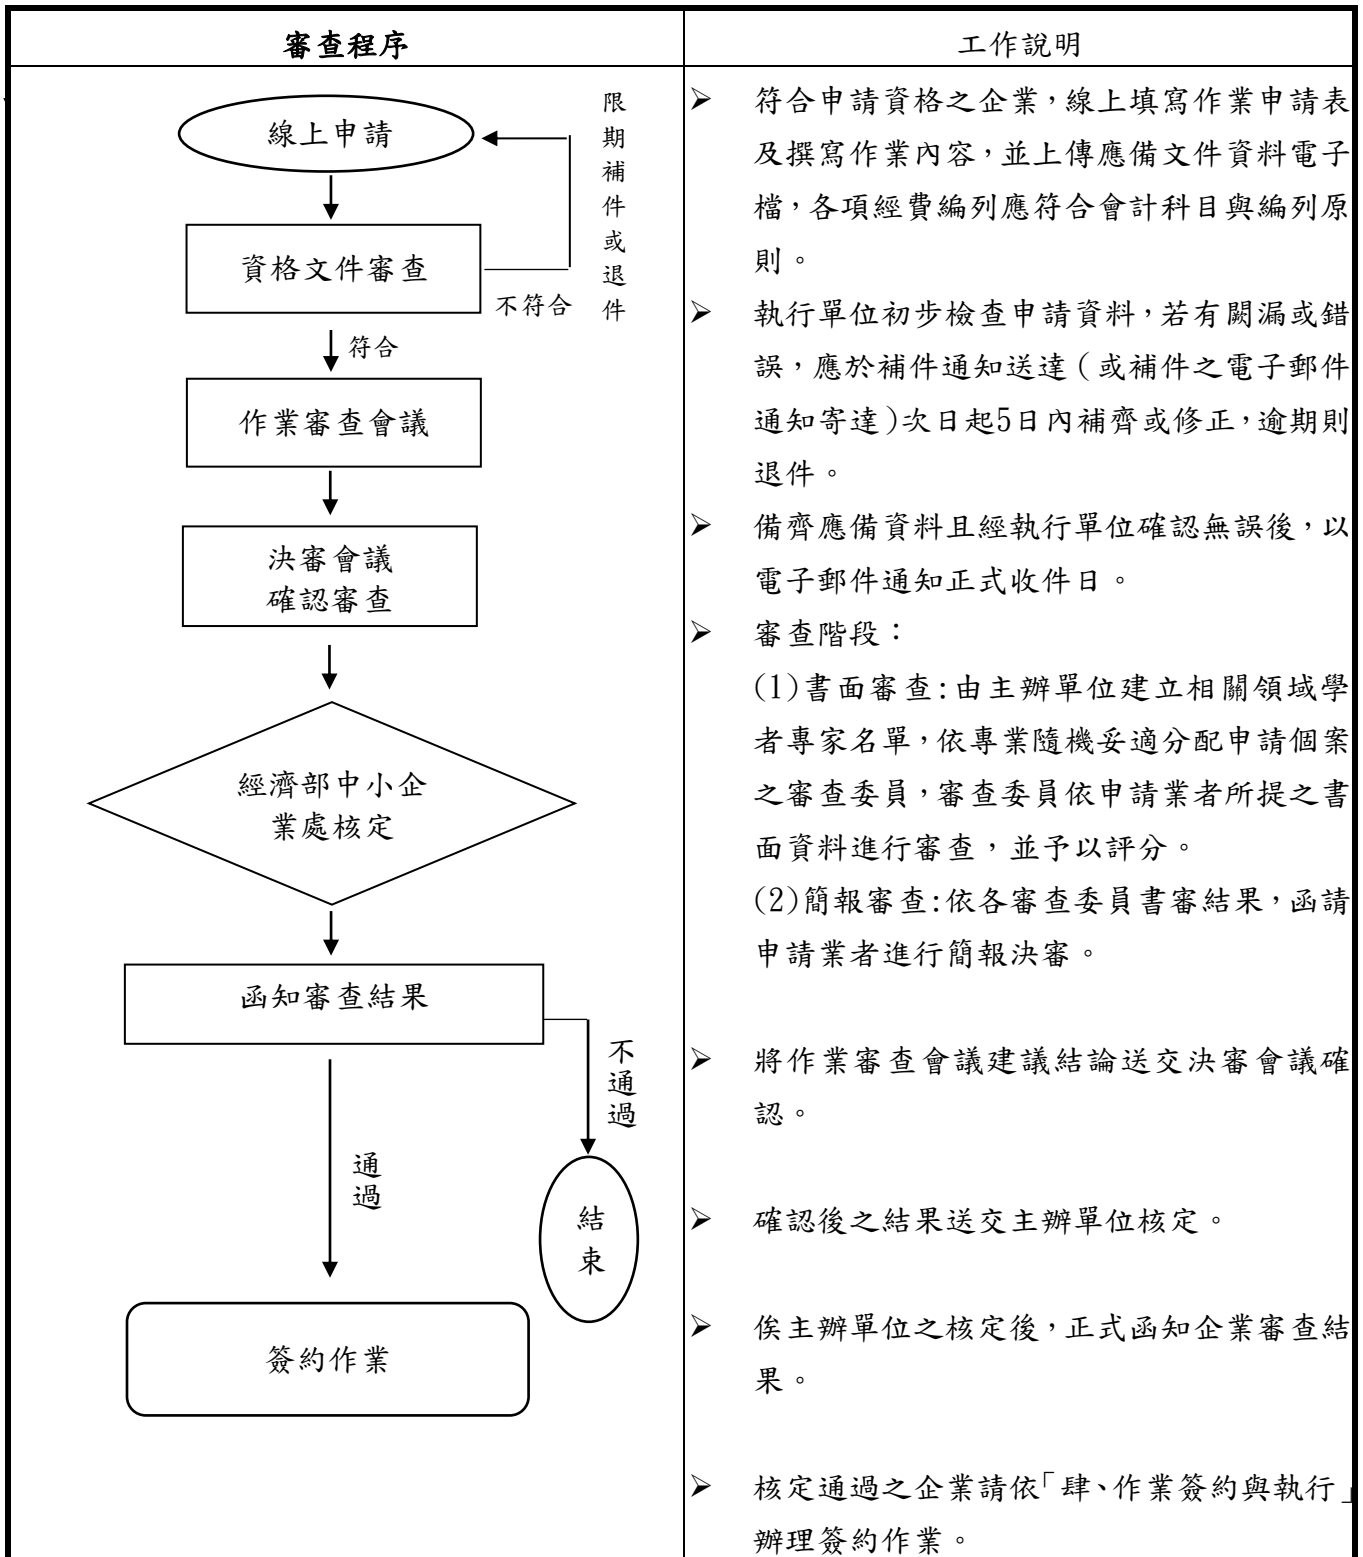 審查程序
工作說明
線上申請
限期補件或退件
資格文件審查
不符合
符合
作業審查會議
決審會議
確認審查
經濟部中小企
業處核定
函知審查結果
不通過
通過
結束
簽約作業
➢ 符合申請資格之企業，線上填寫作業申請表
及撰寫作業內容，並上傳應備文件資料電子
檔，各項經費編列應符合會計科目與編列原
則。
➢ 執行單位初步檢查申請資料，若有闕漏或錯
誤，應於補件通知送達（或補件之電子郵件
通知寄達）次日起5日內補齊或修正，逾期則
退件。
➢ 備齊應備資料且經執行單位確認無誤後，以
電子郵件通知正式收件日。
➢ 審查階段：
(1)書面審查:由主辦單位建立相關領域學
者專家名單，依專業隨機妥適分配申請個案
之審查委員，審查委員依申請業者所提之書
面資料進行審查，並予以評分。
(2)簡報審查:依各審查委員書審結果，函請
申請業者進行簡報決審。
➢ 將作業審查會議建議結論送交決審會議確
認。
➢ 確認後之結果送交主辦單位核定。
➢ 俟主辦單位之核定後，正式函知企業審查結
果。
➢ 核定通過之企業請依「肆、作業簽約與執行」
辦理簽約作業。